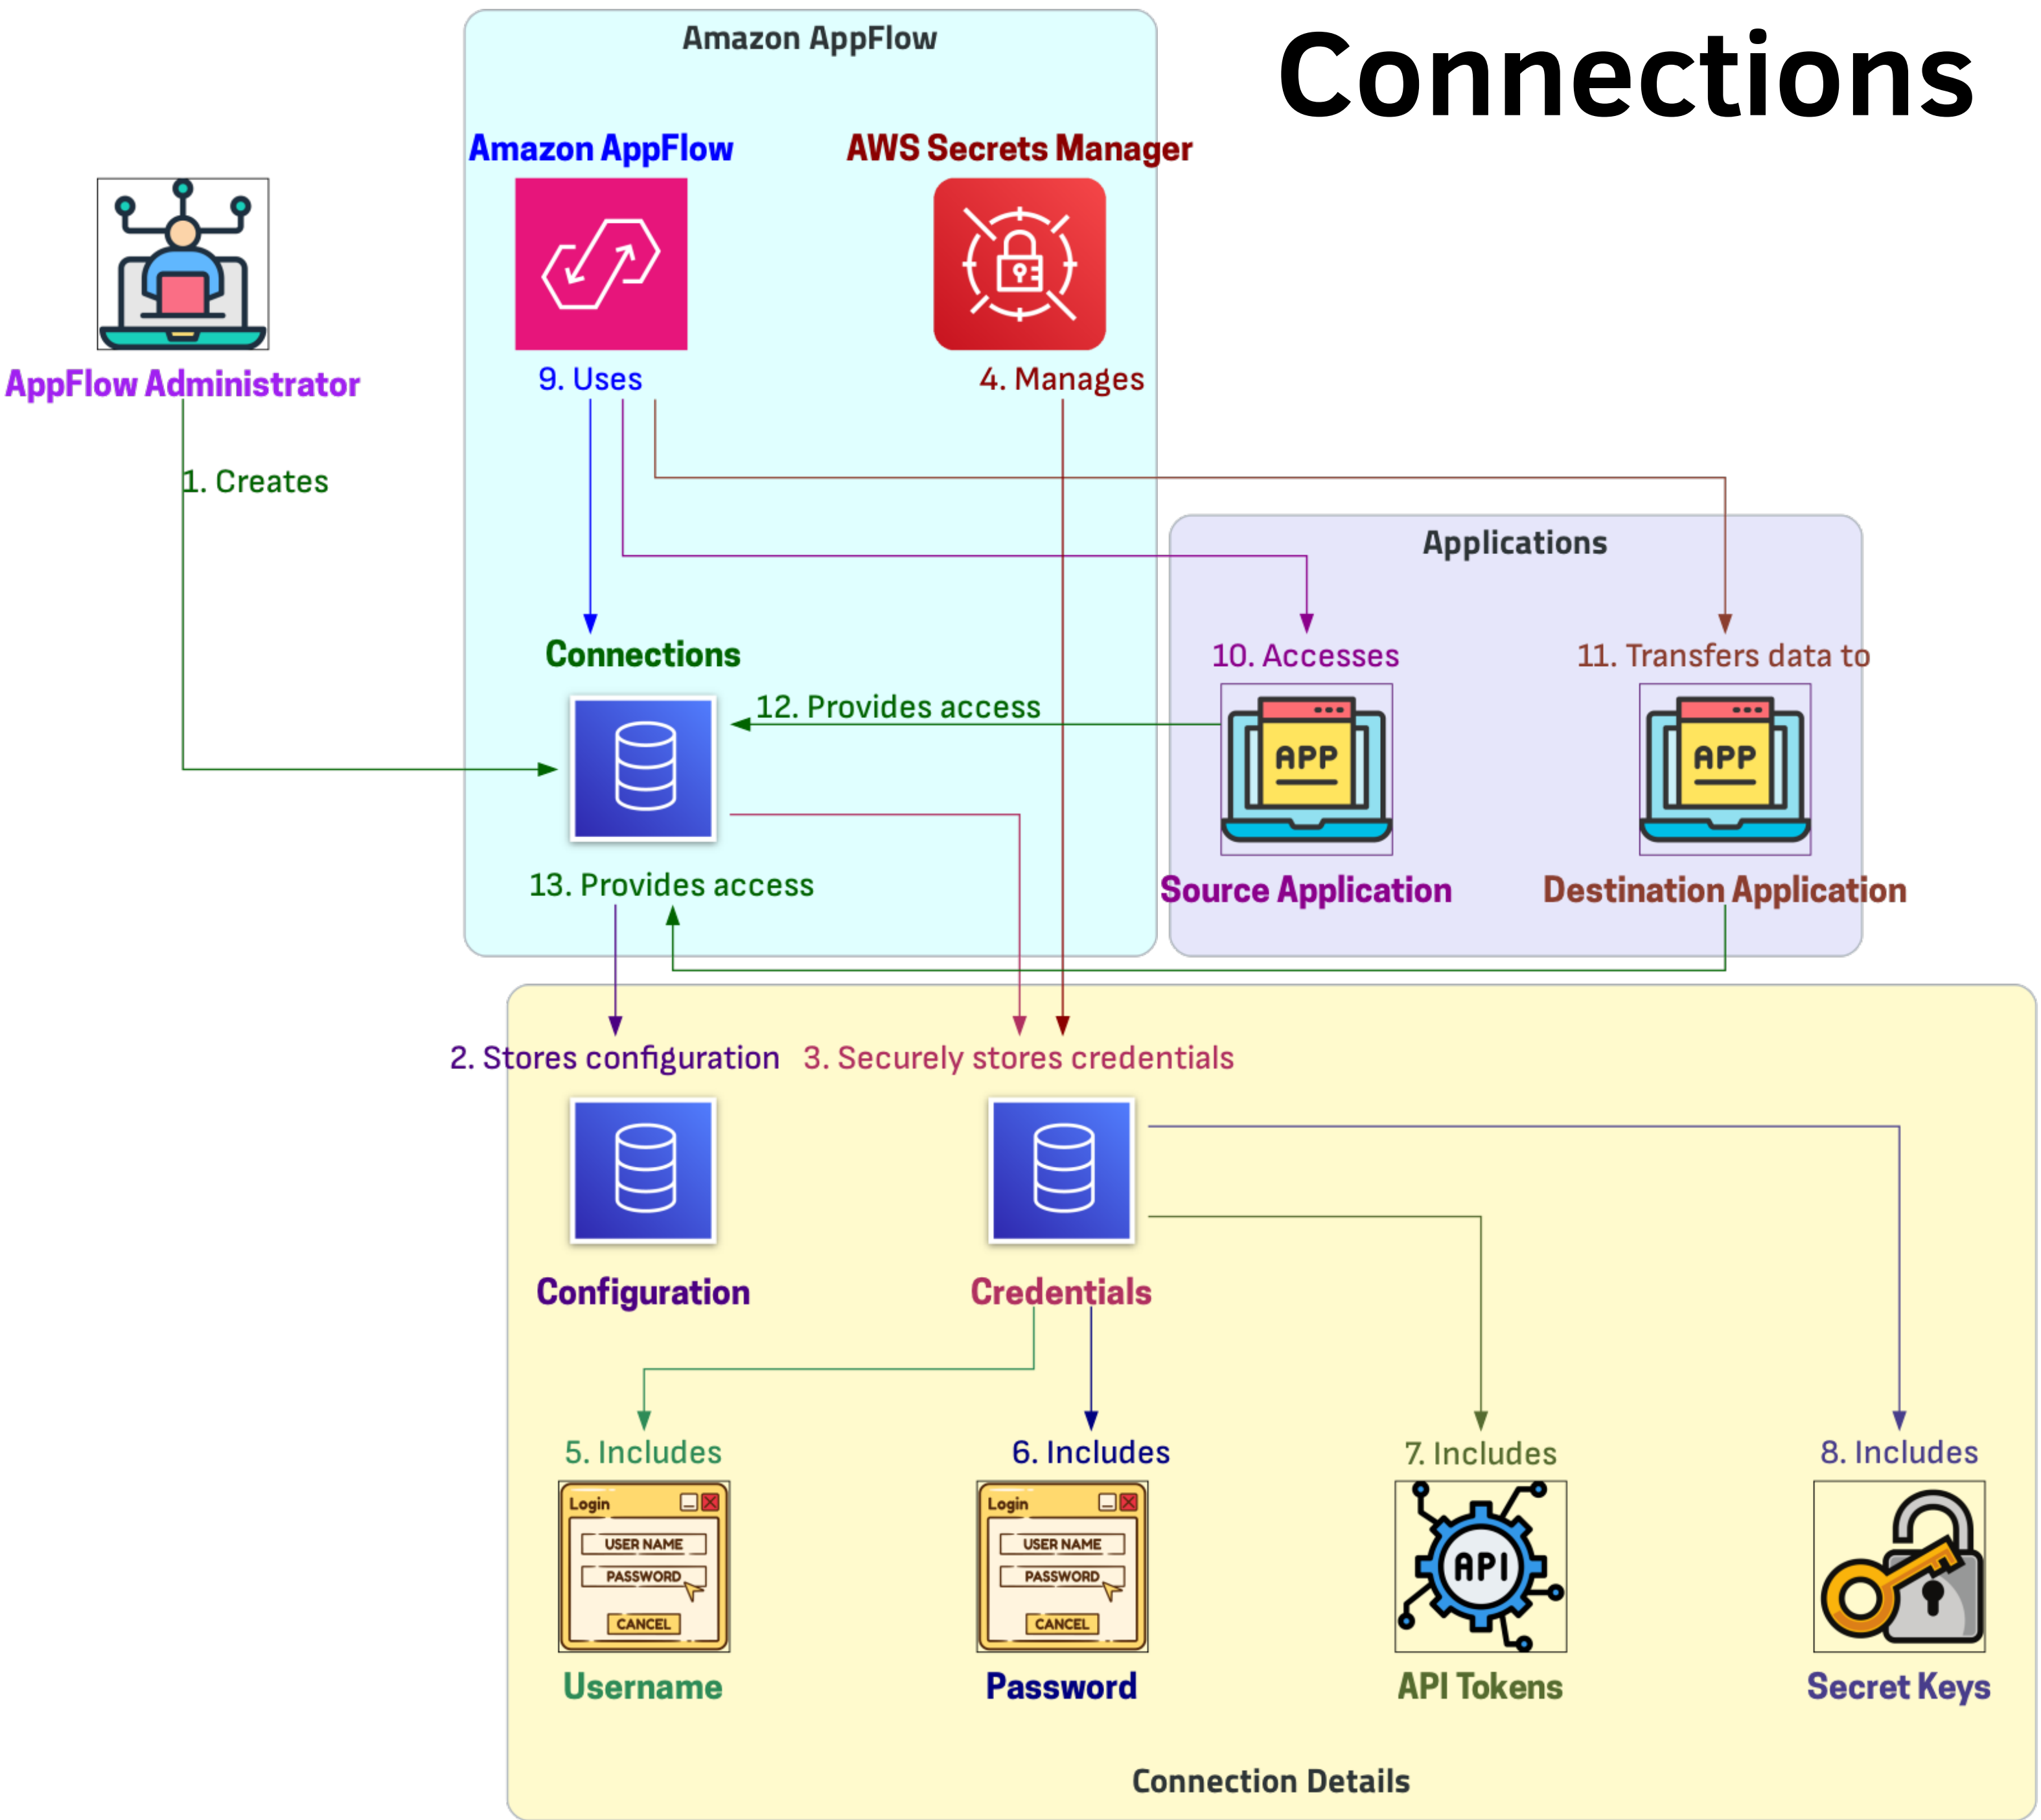 Connections
Amazon AppFlow
Amazon AppFlow
AWS Secrets Manager
AppFlow Administrator
9. Uses
4. Manages
1. Creates
Applications
Connections
10. Accesses
11. Transfers data to
12. Provides access
APP
APP
13. Provides access
Source Application
Destination Application
2. Stores configuration
3. Securely stores credentials
Configuration
Credentials
5. Includes
6. Includes
7. Includes
8. Includes
Login
USER NAME
PASSWORD
CANCEL
Login
USER NAME
PASSWORD
CANCEL
API
Username
Password
API Tokens
Secret Keys
Connection Details